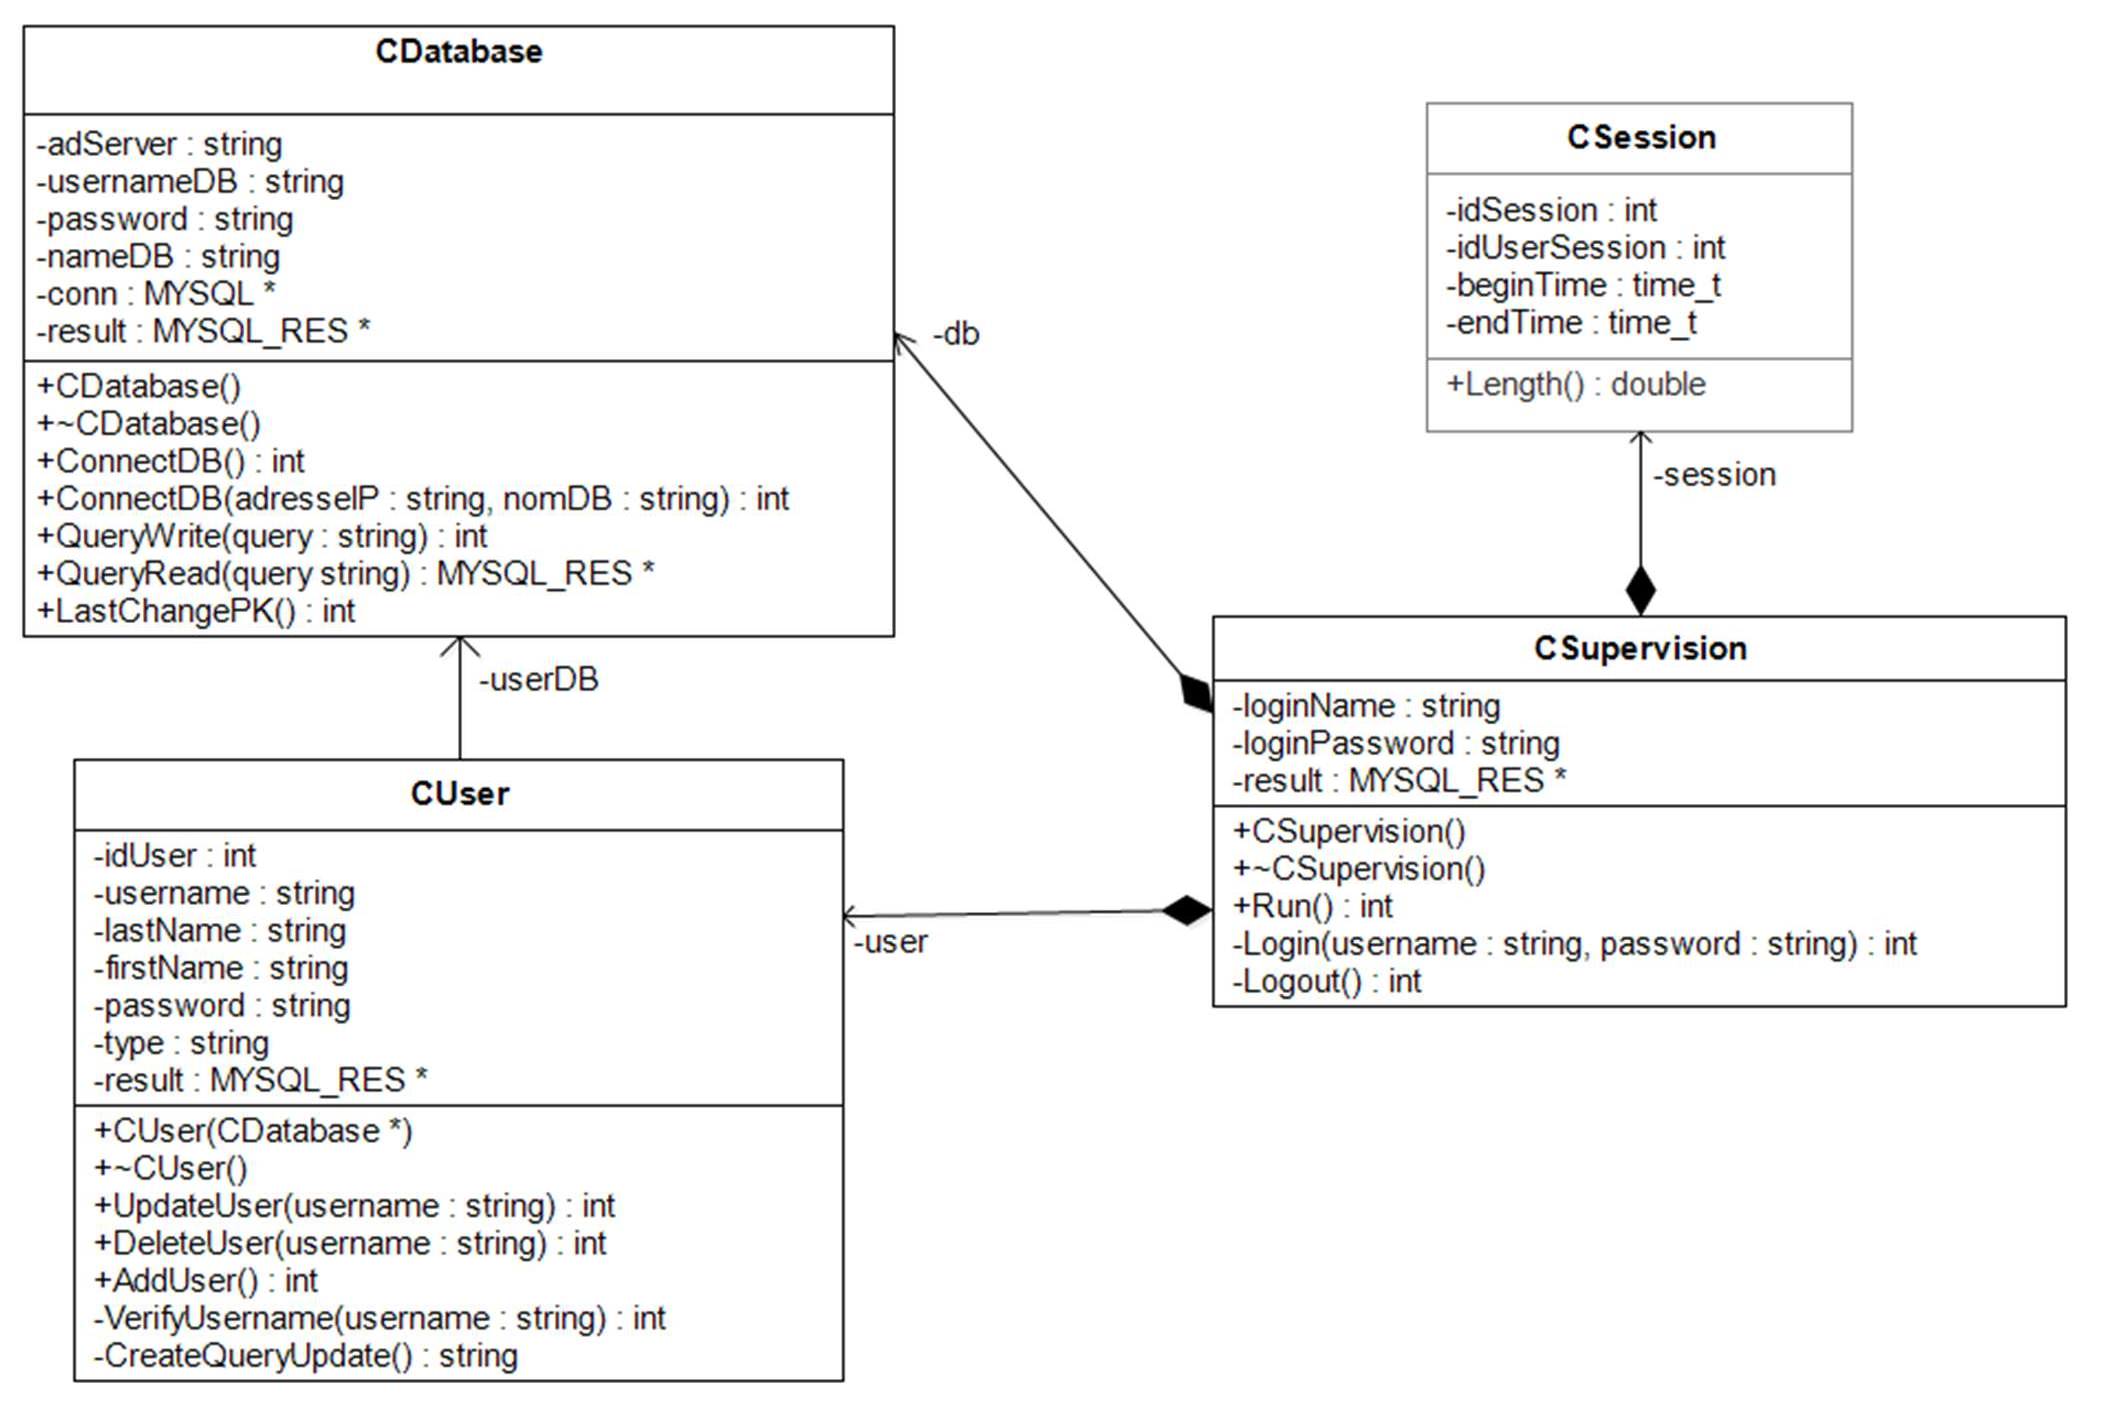 CDatabase
-adServer : string
-usernameDB : string
-password : string
-nameDB : string
-conn : MYSQL *
-result : MYSQL_RES *
+CDatabase()
+~CDatabase()
+ConnectDB() : int
+ConnectDB(adresseIP : string, nomDB : string) : int
+QueryWrite(query : string) : int
+QueryRead(query string) : MYSQL_RES *
+LastChangePK() : int
-db
CSession
-idSession : int
-idUserSession : int
-beginTime : time_t
-endTime : time_t
+Length() : double
-session
-userDB
CSupervision
-loginName : string
-loginPassword : string
-result : MYSQL_RES *
+CSupervision()
+~CSupervision()
+Run() : int
-Login(username : string, password : string) : int
-Logout() : int
-user
CUser
-idUser : int
-username : string
-lastName : string
-firstName : string
-password : string
-type : string
-result : MYSQL_RES *
+CUser(CDatabase *)
+~CUser()
+UpdateUser(username : string) : int
+DeleteUser(username : string) : int
+AddUser() : int
-VerifyUsername(username : string) : int
-CreateQueryUpdate() : string